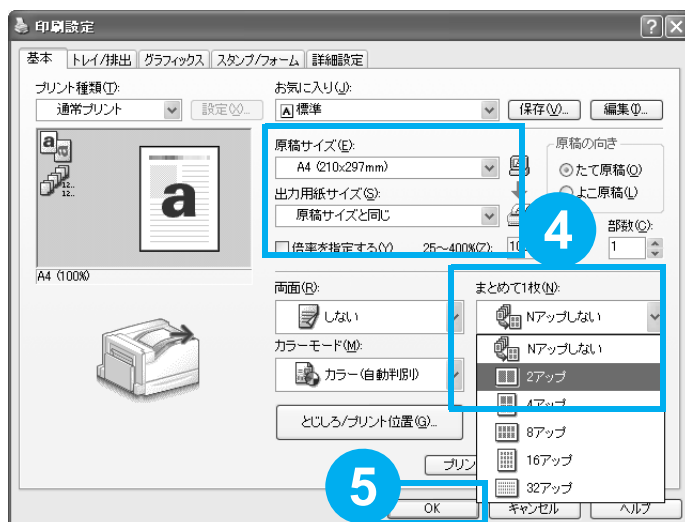 印刷設定
基本 トレイ/排出 グラフィックス スタンプ/フォーム 詳細設定
プリント種類(T):
通常プリント
設定(X)...
お気に入り(J):
A 標準
保存(V)... 編集(I)...
a a
12..
12..
a
A4 (100%)
原稿サイズ(E):
A4 (210x297mm)
出力用紙サイズ(S):
原稿サイズと同じ
倍率を指定する(Y) 25～400%(Z):
原稿の向き
たて原稿(O)
よこ原稿(L)
4
部数(C):
1
両面(R):
しない
カラーモード(M):
カラー(自動判別)
とじしろ/プリント位置(G)...
まとめて1枚(N):
Nアップしない
Nアップしない
2アップ
4アップ
8アップ
16アップ
32アップ
プリン
5
OK キャンセル ヘルプ